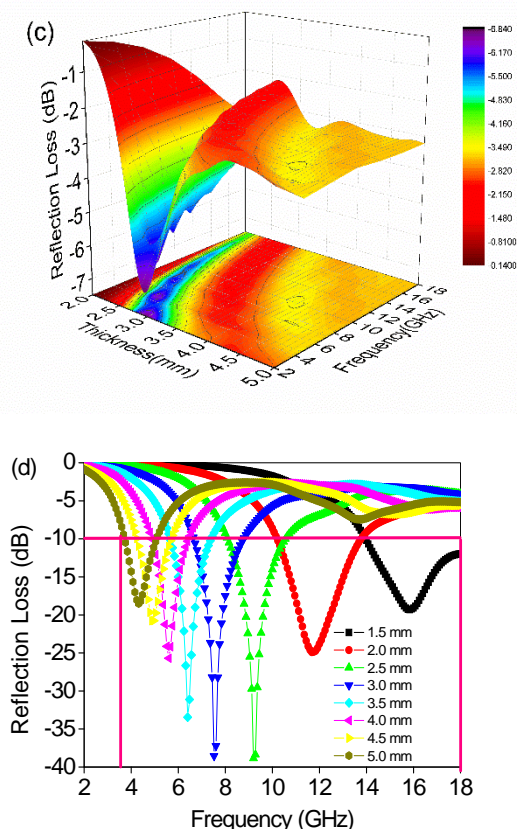 (c)
Reflection Loss (dB)
-1
-2
-3
-4
-5
-6
-7
2.0
2.5
3.0
3.5
4.0
4.5
5.0
Thickness(mm)
2
4
6
8
10
12
14
16
18
Frequency(GHz)
-6.840
-6.170
-5.500
-4.830
-4.160
-3.490
-2.820
-2.150
-1.480
-0.8100
-0.1400
(d)
Reflection Loss (dB)
0
-5
-10
-15
-20
-25
-30
-35
-40
1.5 mm
2.0 mm
2.5 mm
3.0 mm
3.5 mm
4.0 mm
4.5 mm
5.0 mm
2 4 6 8 10 12 14 16 18
Frequency (GHz)